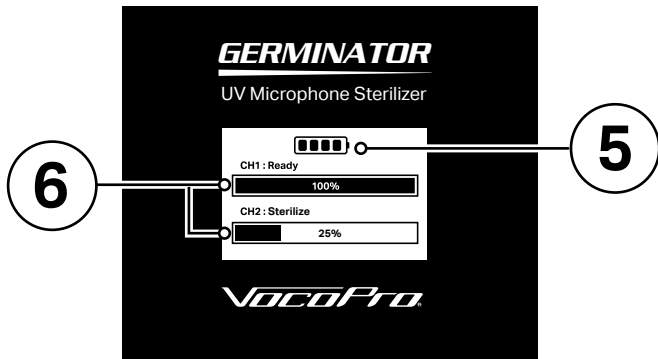 GERMINATOR
UV Microphone Sterilizer
5
CH1 : Ready
100%
6
CH2 : Sterilize
25%
VocoPro®